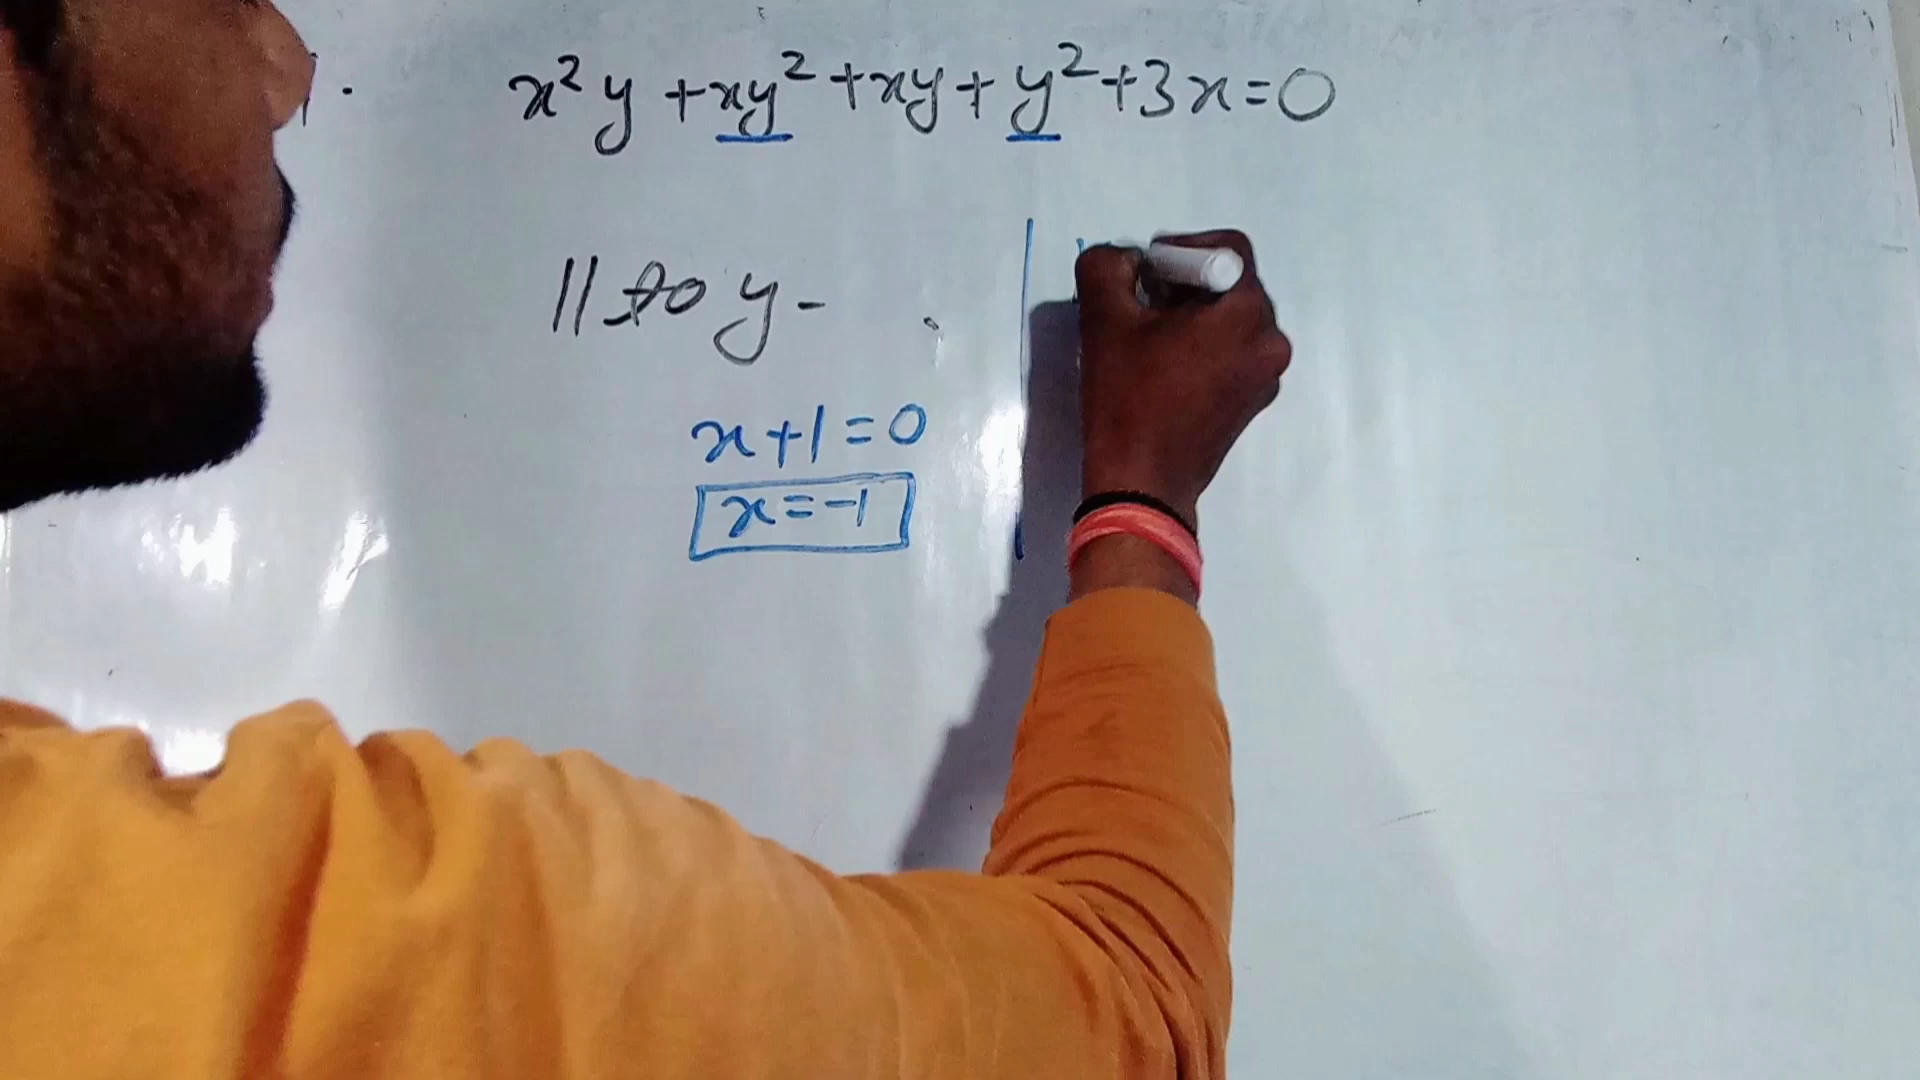 x²y + xy² + xy + y² + 3x = 0
|| to y -
x + 1 = 0
x = -1